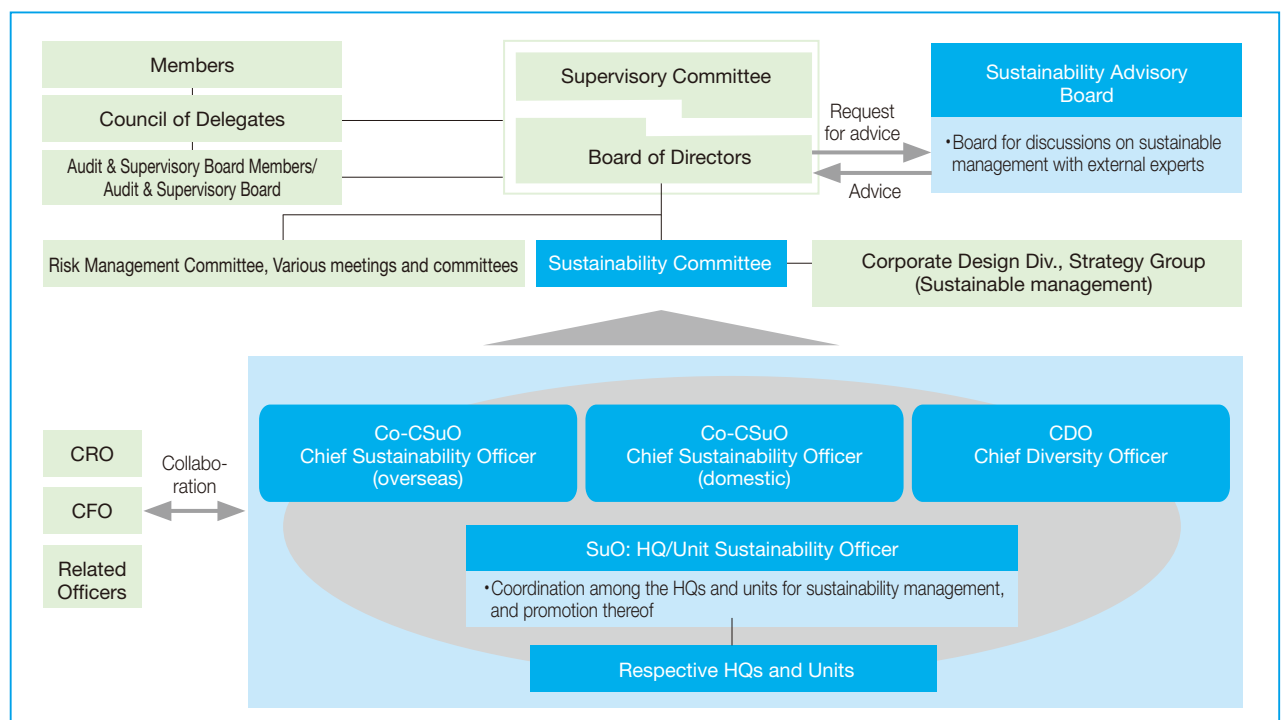 Members
Council of Delegates
Audit & Supervisory Board Members/
Audit & Supervisory Board
Supervisory Committee
Board of Directors
Request
for advice
Advice
Sustainability Advisory
Board
・Board for discussions on sustainable
management with external experts
Risk Management Committee, Various meetings and committees
Sustainability Committee
Corporate Design Div., Strategy Group
(Sustainable management)
CRO
CFO
Related
Officers
Collabo-
ration
Co-CSuO
Chief Sustainability Officer
(overseas)
Co-CSuO
Chief Sustainability Officer
(domestic)
CDO
Chief Diversity Officer
SuO: HQ/Unit Sustainability Officer
・Coordination among the HQs and units for sustainability management,
and promotion thereof
Respective HQs and Units